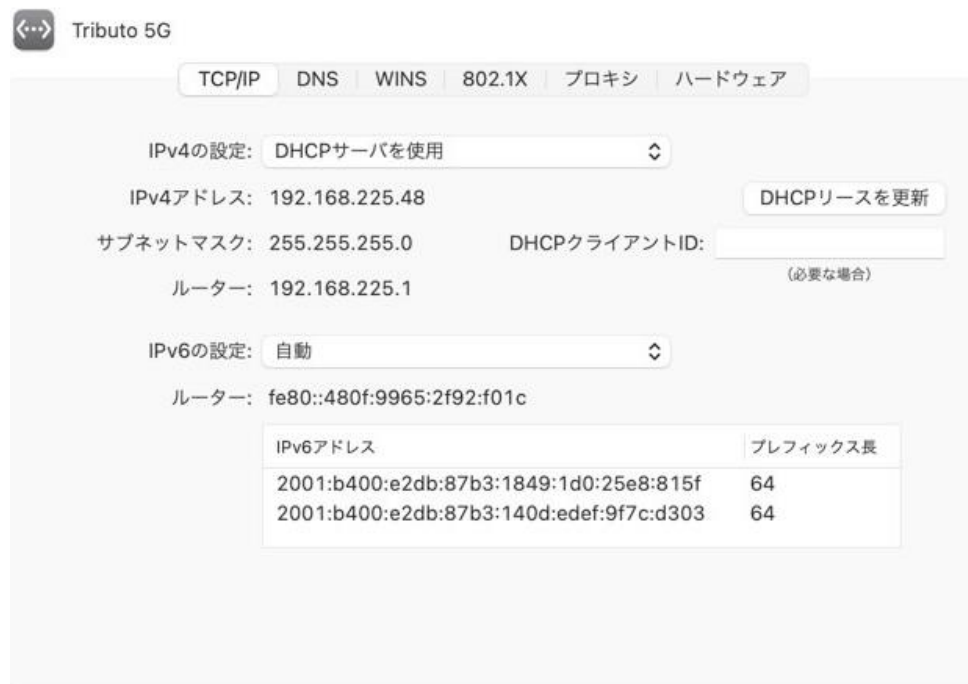 Tribute 5G
TCP/IP DNS WINS 802.1X プロキシ ハードウェア
IPv4の設定: DHCPサーバを使用
IPv4アドレス: 192.168.225.48 DHCPリースを更新
サブネットマスク: 255.255.255.0 DHCPクライアントID:
(必要な場合)
ルーター: 192.168.225.1
IPv6の設定: 自動
ルーター: fe80::480f:9965:2f92:f01c
IPv6アドレス プレフィックス長
2001:b400:e2db:87b3:1849:1d0:25e8:815f 64
2001:b400:e2db:87b3:140d:edef:9f7c:d303 64